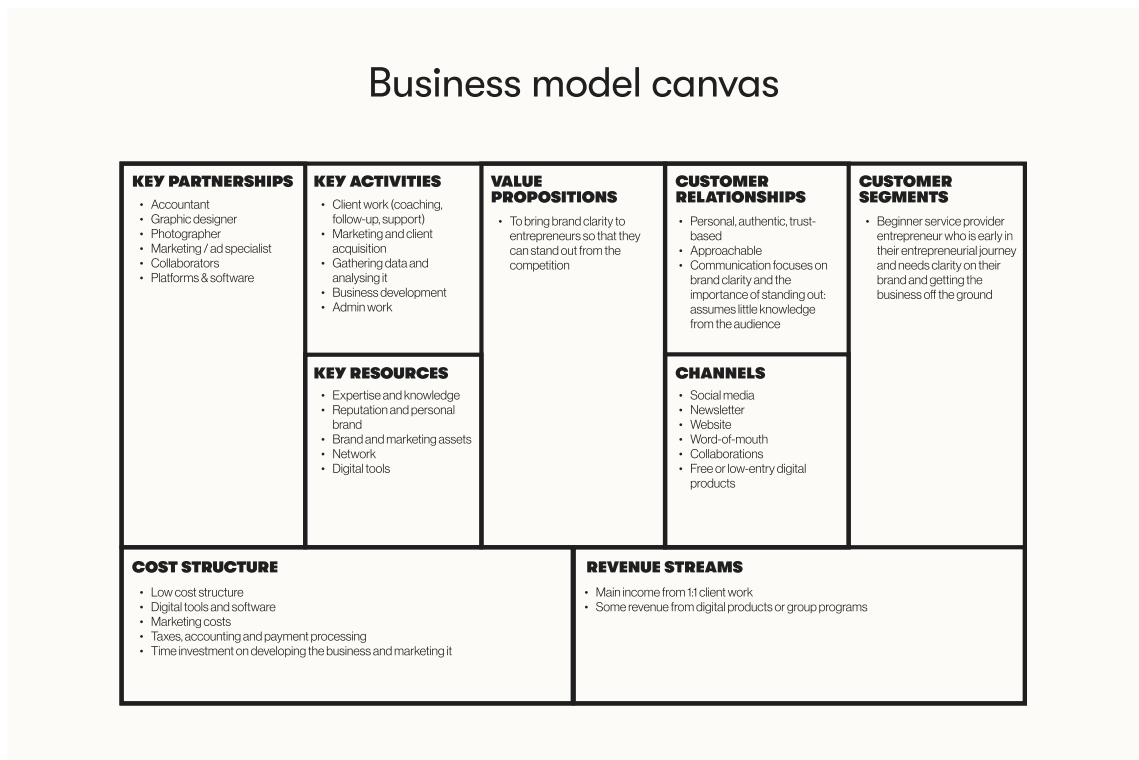 Business model canvas
KEY PARTNERSHIPS
• Accountant
• Graphic designer
• Photographer
• Marketing / ad specialist
• Collaborators
• Platforms & software
KEY ACTIVITIES
• Client work (coaching,
follow-up, support)
• Marketing and client
acquisition
• Gathering data and
analysing it
• Business development
• Admin work
KEY RESOURCES
• Expertise and knowledge
• Reputation and personal
brand
• Brand and marketing assets
• Network
• Digital tools
VALUE
PROPOSITIONS
• To bring brand clarity to
entrepreneurs so that they
can stand out from the
competition
CUSTOMER
RELATIONSHIPS
• Personal, authentic, trust-
based
• Approachable
• Communication focuses on
brand clarity and the
importance of standing out:
assumes little knowledge
from the audience
CHANNELS
• Social media
• Newsletter
• Website
• Word-of-mouth
• Collaborations
• Free or low-entry digital
products
CUSTOMER
SEGMENTS
• Beginner service provider
entrepreneur who is early in
their entrepreneurial journey
and needs clarity on their
brand and getting the
business off the ground
COST STRUCTURE
• Low cost structure
• Digital tools and software
• Marketing costs
• Taxes, accounting and payment processing
• Time investment on developing the business and marketing it
REVENUE STREAMS
• Main income from 1:1 client work
• Some revenue from digital products or group programs